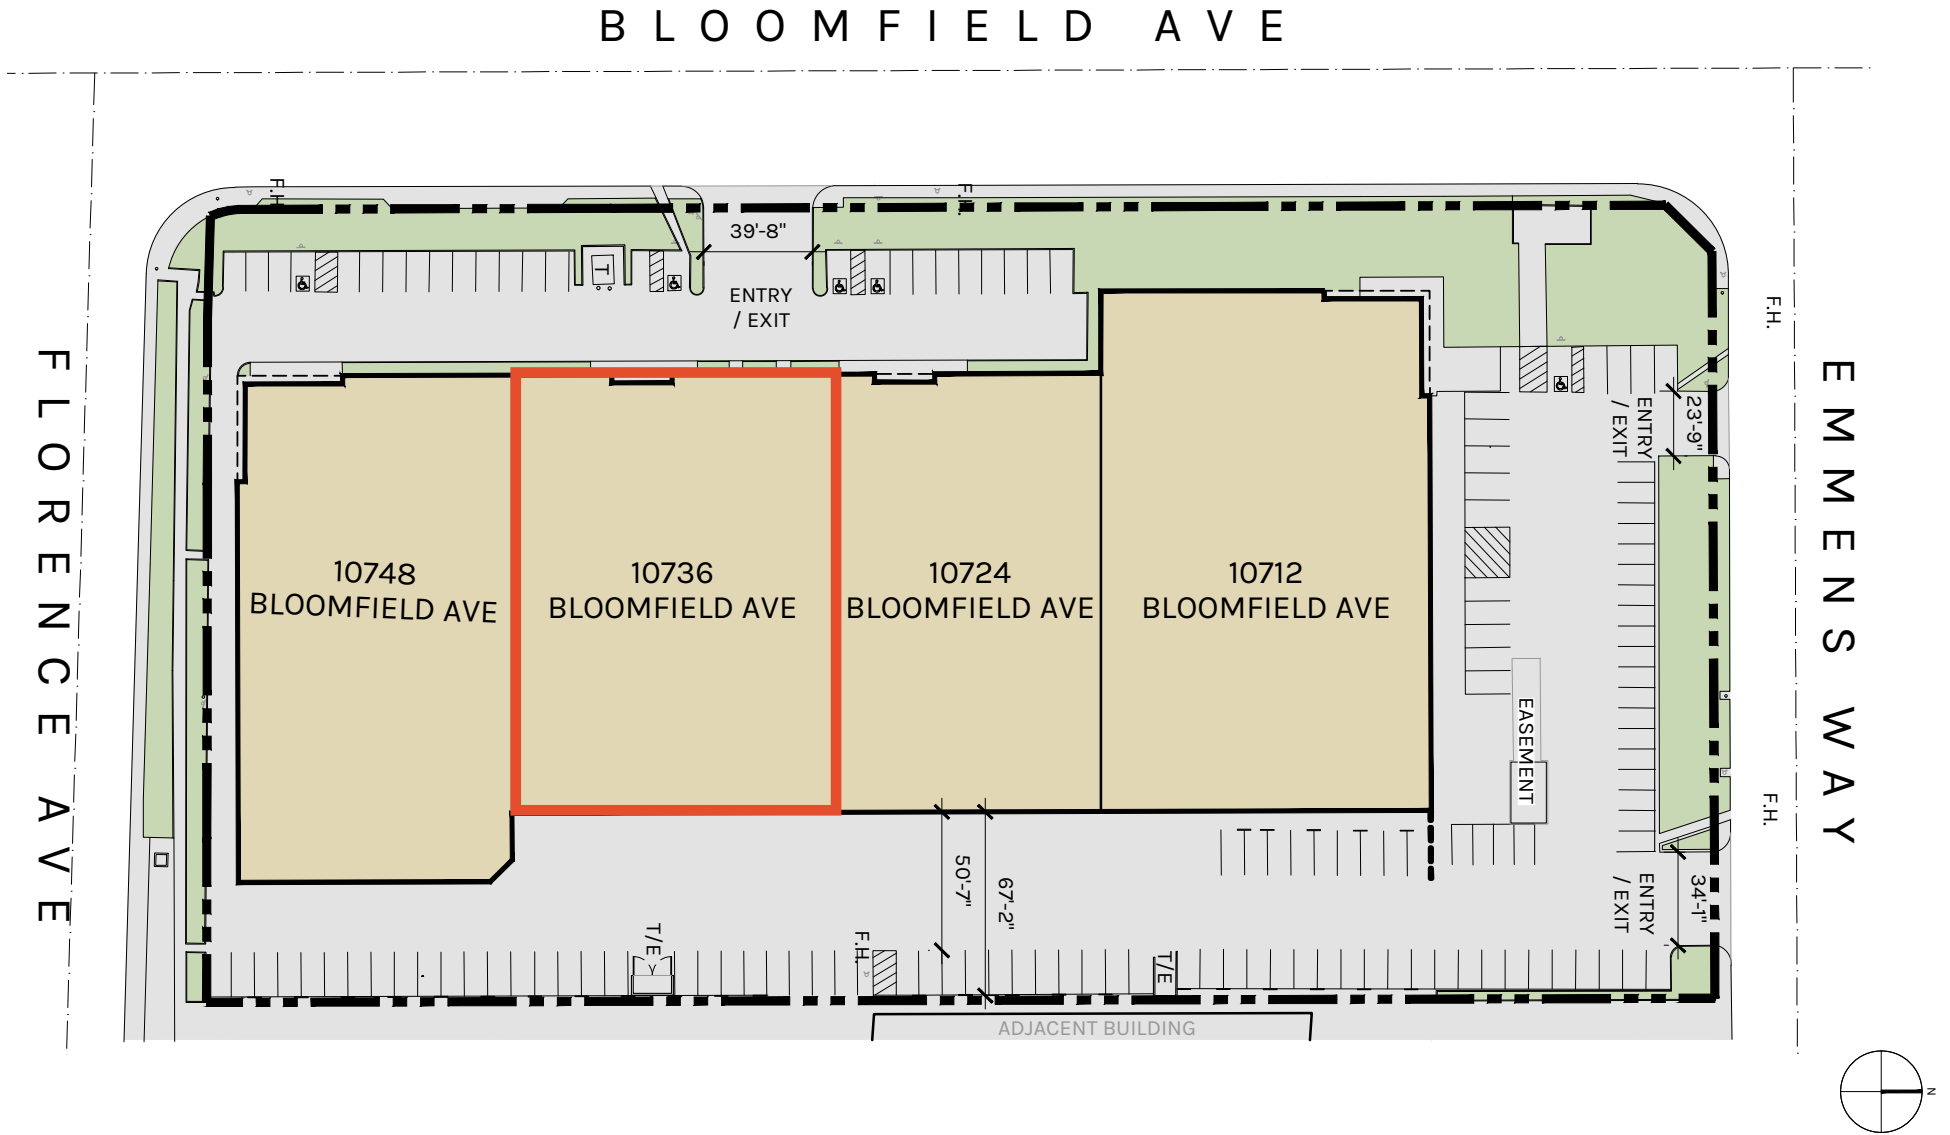 BLOOMFIELD AVE
F.H.
F.H.
39'-8"
T
ENTRY
/ EXIT
F.H.
FLORENCE AVE
EMMENS WAY
23'-9"
ENTRY
/ EXIT
10748
BLOOMFIELD AVE
10736
BLOOMFIELD AVE
10724
BLOOMFIELD AVE
10712
BLOOMFIELD AVE
EASEMENT
F.H.
50'-7"
67'-2"
34'-1"
ENTRY
/ EXIT
T/E
F.H.
T/E
ADJACENT BUILDING
N